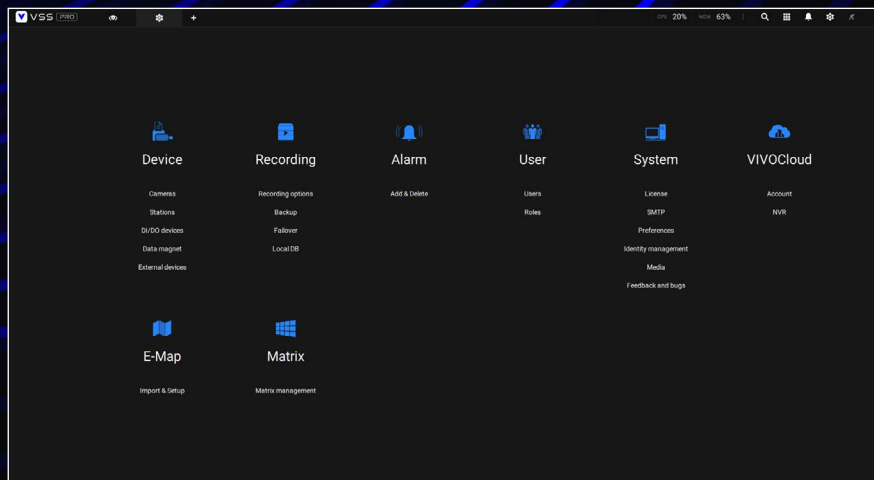 VSS PRO CPU 20% MEM 63%
Device Recording Alarm User System VIVOCloud
Cameras Recording options Add & Delete Users License Account
Stations Backup Roles SMTP NVR
DI/DO devices Failover Preferences
Data magnet Local DB Identity management
External devices Media
Feedback and bugs
E-Map Matrix
Import & Setup Matrix management